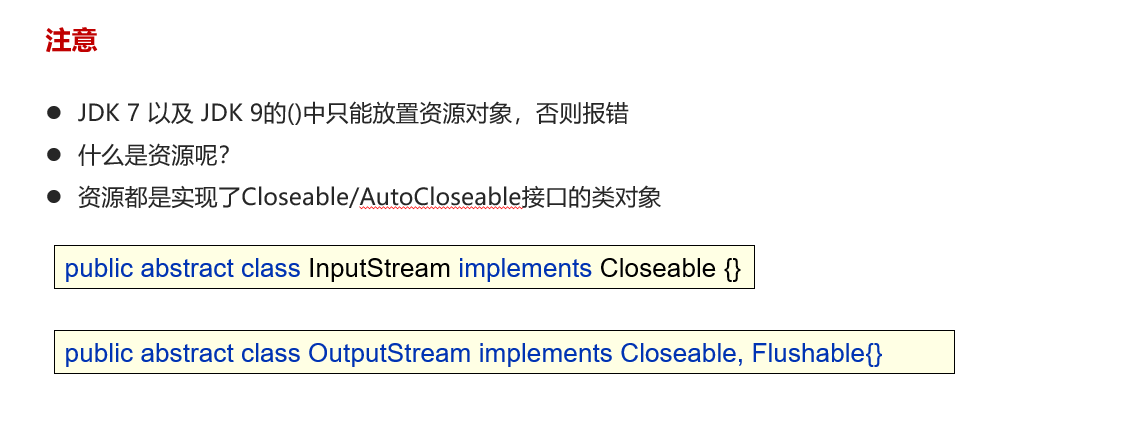 注意
● JDK 7 以及 JDK 9的()中只能放置资源对象，否则报错
● 什么是资源呢？
● 资源都是实现了Closeable/AutoCloseable接口的类对象
public abstract class InputStream implements Closeable {}
public abstract class OutputStream implements Closeable, Flushable{}